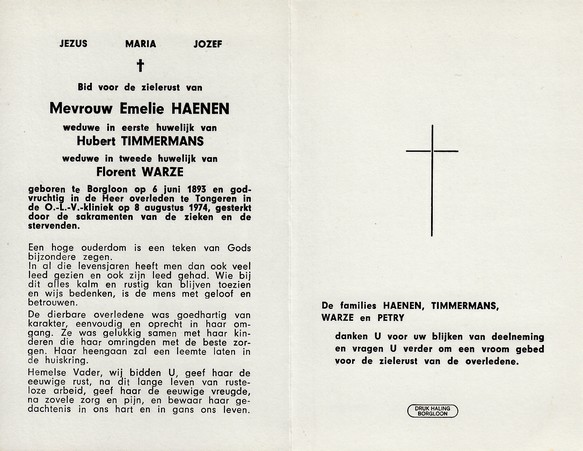 JEZUS MARIA JOZEF
Bid voor de zielerust van
Mevrouw Emelie HAENEN
weduwe in eerste huwelijk van
Hubert TIMMERMANS
weduwe in tweede huwelijk van
Florent WARZE
geboren te Borgloon op 6 juni 1893 en god-
vruchtig in de Heer overleden te Tongeren in
de O.-L.-V.-kliniek op 8 augustus 1974, gesterkt
door de sakramenten van de zieken en de
stervenden.
Een hoge ouderdom is een teken van Gods
bijzondere zegen.
In al die levensjaren heeft men dan ook veel
leed gezien en ook zijn leed gehad. Wie bij
dit alles kalm en rustig kan blijven toezien
en wijs bedenken, is de mens met geloof en
betrouwen.
De dierbare overledene was goedhartig van
karakter, eenvoudig en oprecht in haar om-
gang. Ze was gelukkig samen met haar kin-
deren die haar omringden met de beste zor-
gen. Haar heengaan zal een leemte laten in
de huiskring.
Hemelse Vader, wij bidden U, geef haar de
eeuwige rust, na dit lange leven van ruste-
loze arbeid, geef haar de eeuwige vreugde,
na zovele zorg en pijn, en bewaar haar ge-
dachtenis in ons hart en in gans ons leven.
De families HAENEN, TIMMERMANS,
WARZE en PETRY
danken U voor uw blijken van deelneming
en vragen U verder om een vroom gebed
voor de zielerust van de overledene.
DRUK HALING
BORGLOON